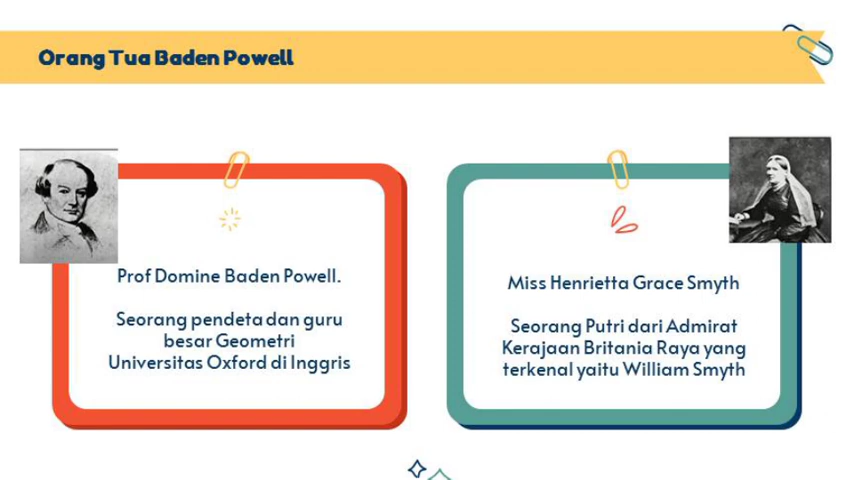 Orang Tua Baden Powell
Prof Domine Baden Powell.
Seorang pendeta dan guru
besar Geometri
Universitas Oxford di Inggris
Miss Henrietta Grace Smyth
Seorang Putri dari Admirat
Kerajaan Britania Raya yang
terkenal yaitu William Smyth